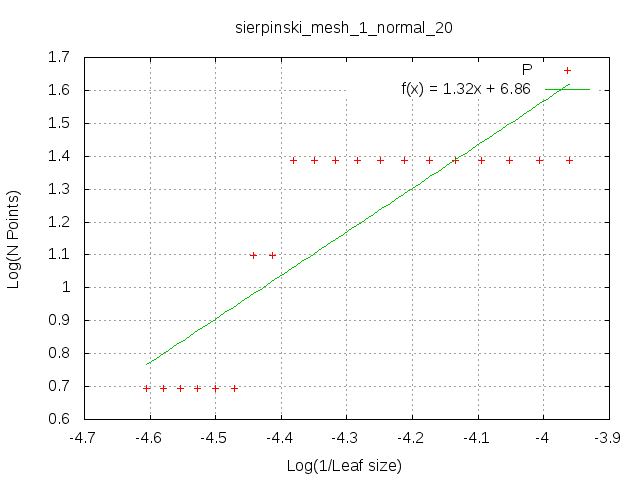 sierpinski_mesh_1_normal_20
P
f(x) = 1.32x + 6.86
Log(N Points)
1.7
1.6
1.5
1.4
1.3
1.2
1.1
1
0.9
0.8
0.7
0.6
-4.7 -4.6 -4.5 -4.4 -4.3 -4.2 -4.1 -4 -3.9
Log(1/Leaf size)